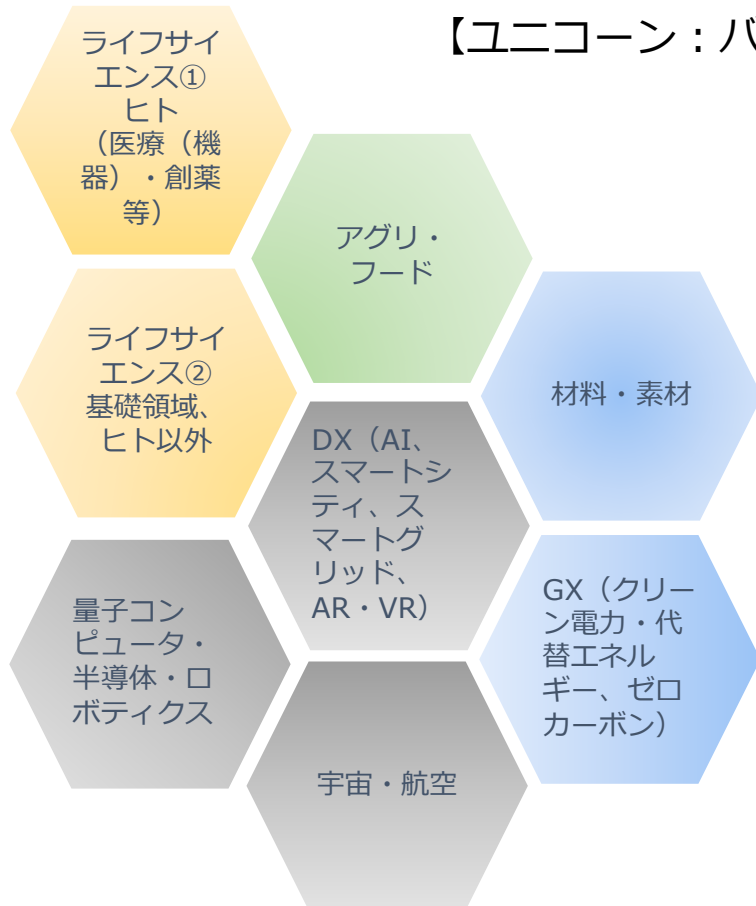 【ユニコーン：バ
ライフサイ
エンス①
ヒト
（医療（機
器）・創薬
等）
アグリ・
フード
ライフサイ
エンス②
基礎領域、
ヒト以外
材料・素材
DX（AI、
スマートシ
ティ、ス
マートグ
リッド、
AR・VR）
量子コン
ピュータ・
半導体・ロ
ボティクス
GX（クリー
ン電力・代
替エネル
ギー、ゼロ
カーボン）
宇宙・航空